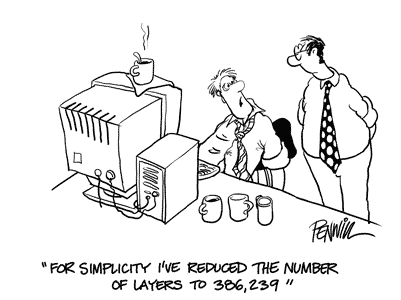 PENWILL
"FOR SIMPLICITY I'VE REDUCED THE NUMBER
OF LAYERS TO 386,239"